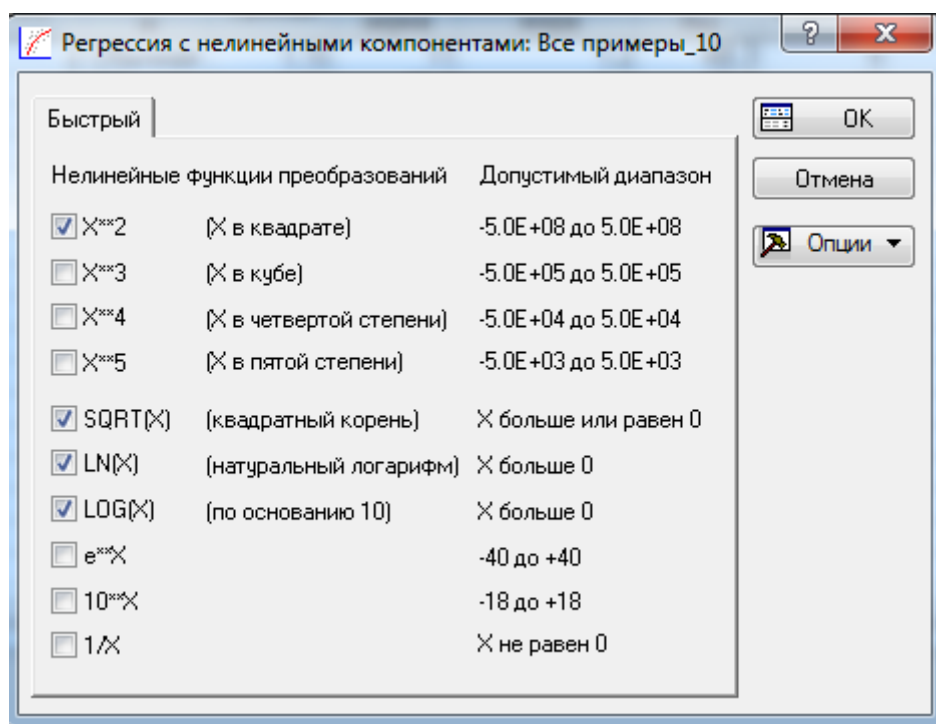 Регрессия с нелинейными компонентами: Все примеры_10
Быстрый
OK
Отмена
Опции
Нелинейные функции преобразований Допустимый диапазон
X**2 (X в квадрате) -5.0E+08 до 5.0E+08
X**3 (X в кубе) -5.0E+05 до 5.0E+05
X**4 (X в четвертой степени) -5.0E+04 до 5.0E+04
X**5 (X в пятой степени) -5.0E+03 до 5.0E+03
SQRT(X) (квадратный корень) X больше или равен 0
LN(X) (натуральный логарифм) X больше 0
LOG(X) (по основанию 10) X больше 0
e**X -40 до +40
10**X -18 до +18
1/X X не равен 0